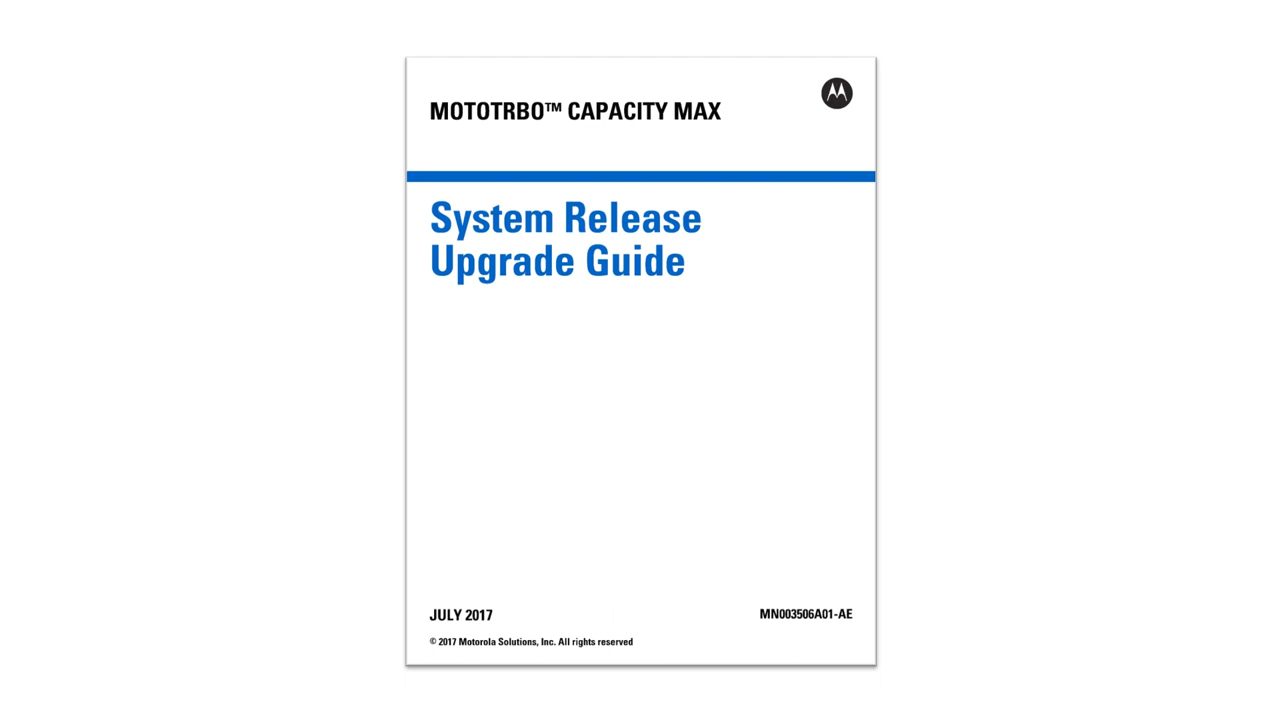 MOTOTRBO™ CAPACITY MAX
System Release
Upgrade Guide
JULY 2017
MN003506A01-AE
© 2017 Motorola Solutions, Inc. All rights reserved